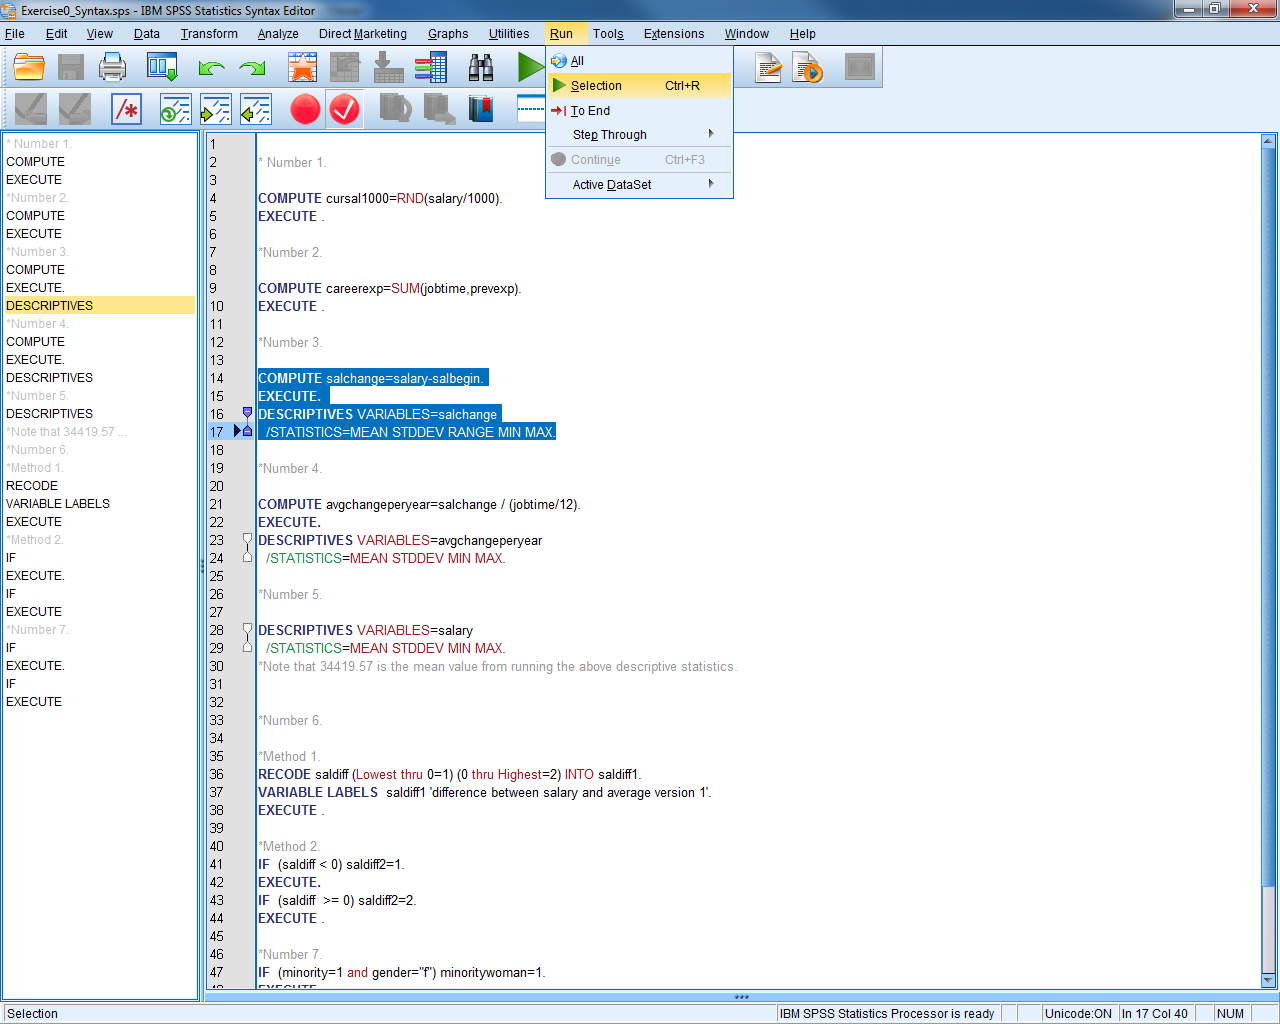 Exercise0_Syntax.sps - IBM SPSS Statistics Syntax Editor
File Edit View Data Transform Analyze Direct Marketing Graphs Utilities Run Tools Extensions Window Help
All
Selection Ctrl+R
To End
Step Through
Continue Ctrl+F3
Active DataSet
* Number 1.
COMPUTE
EXECUTE
*Number 2.
COMPUTE
EXECUTE
*Number 3.
COMPUTE
EXECUTE.
DESCRIPTIVES
*Number 4.
COMPUTE
EXECUTE.
DESCRIPTIVES
*Number 5.
DESCRIPTIVES
*Note that 34419.57 ...
*Number 6.
*Method 1.
RECODE
VARIABLE LABELS
EXECUTE
*Method 2.
IF
EXECUTE.
IF
EXECUTE
*Number 7.
IF
EXECUTE.
IF
EXECUTE
1
2 * Number 1.
3
4 COMPUTE cursal1000=RND(salary/1000).
5 EXECUTE .
6
7 *Number 2.
8
9 COMPUTE careerexp=SUM(jobtime,prevexp).
10 EXECUTE .
11
12 *Number 3.
13
14 COMPUTE salchange=salary-salbegin.
15 EXECUTE.
16 DESCRIPTIVES VARIABLES=salchange
17 /STATISTICS=MEAN STDDEV RANGE MIN MAX.
18
19 *Number 4.
20
21 COMPUTE avgchangeperyear=salchange / (jobtime/12).
22 EXECUTE.
23 DESCRIPTIVES VARIABLES=avgchangeperyear
24 /STATISTICS=MEAN STDDEV MIN MAX.
25
26 *Number 5.
27
28 DESCRIPTIVES VARIABLES=salary
29 /STATISTICS=MEAN STDDEV MIN MAX.
30 *Note that 34419.57 is the mean value from running the above descriptive statistics.
31
32
33 *Number 6.
34
35 *Method 1.
36 RECODE saldiff (Lowest thru 0=1) (0 thru Highest=2) INTO saldiff1.
37 VARIABLE LABELS saldiff1 'difference between salary and average version 1'.
38 EXECUTE .
39
40 *Method 2.
41 IF (saldiff < 0) saldiff2=1.
42 EXECUTE.
43 IF (saldiff >= 0) saldiff2=2.
44 EXECUTE .
45
46 *Number 7.
47 IF (minority=1 and gender="f") minoritywoman=1.
Selection IBM SPSS Statistics Processor is ready Unicode:ON In 17 Col 40 NUM